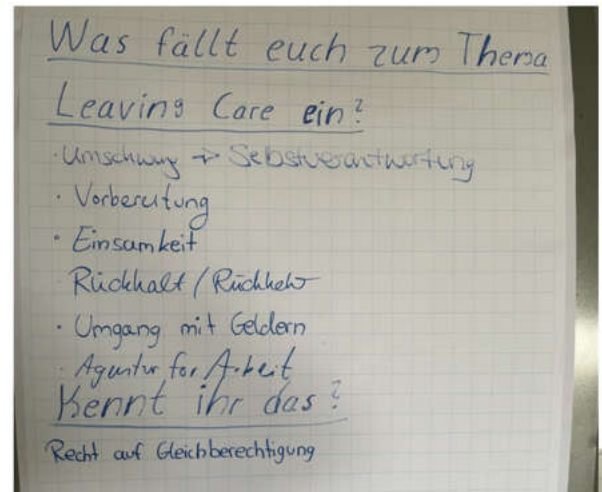 Was fällt euch zum Thema
Leaving Care ein?
· Umschwung → Selbstverantwortung
· Vorbereitung
· Einsamkeit
Rückhalt / Rückkehr
· Umgang mit Geldern
· Agentur for Arbeit
Kennt ihr das?
Recht auf Gleichberechtigung